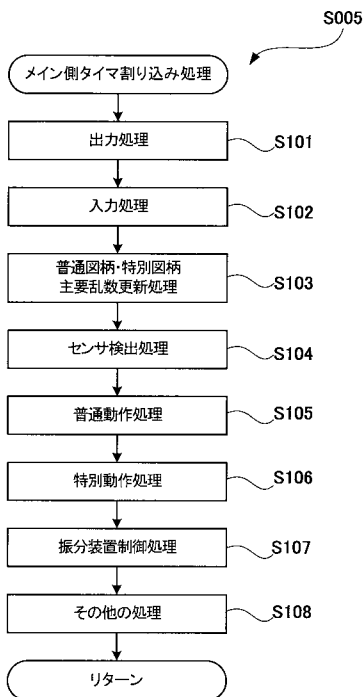 S005
メイン側タイマ割り込み処理
出力処理
S101
入力処理
S102
普通図柄・特別図柄
主要乱数更新処理
S103
センサ検出処理
S104
普通動作処理
S105
特別動作処理
S106
振分装置制御処理
S107
その他の処理
S108
リターン